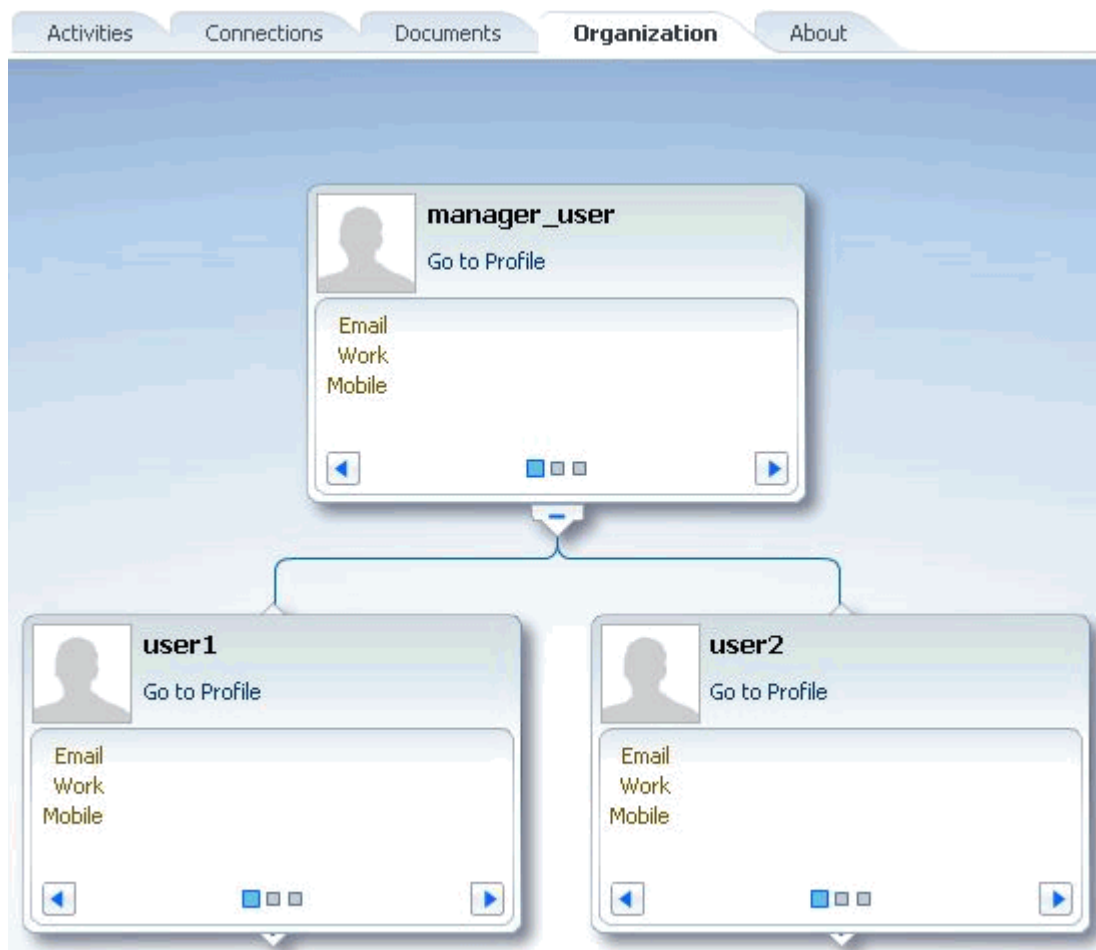 Activities Connections Documents Organization About
manager_user
Go to Profile
Email
Work
Mobile
user1
Go to Profile
Email
Work
Mobile
user2
Go to Profile
Email
Work
Mobile